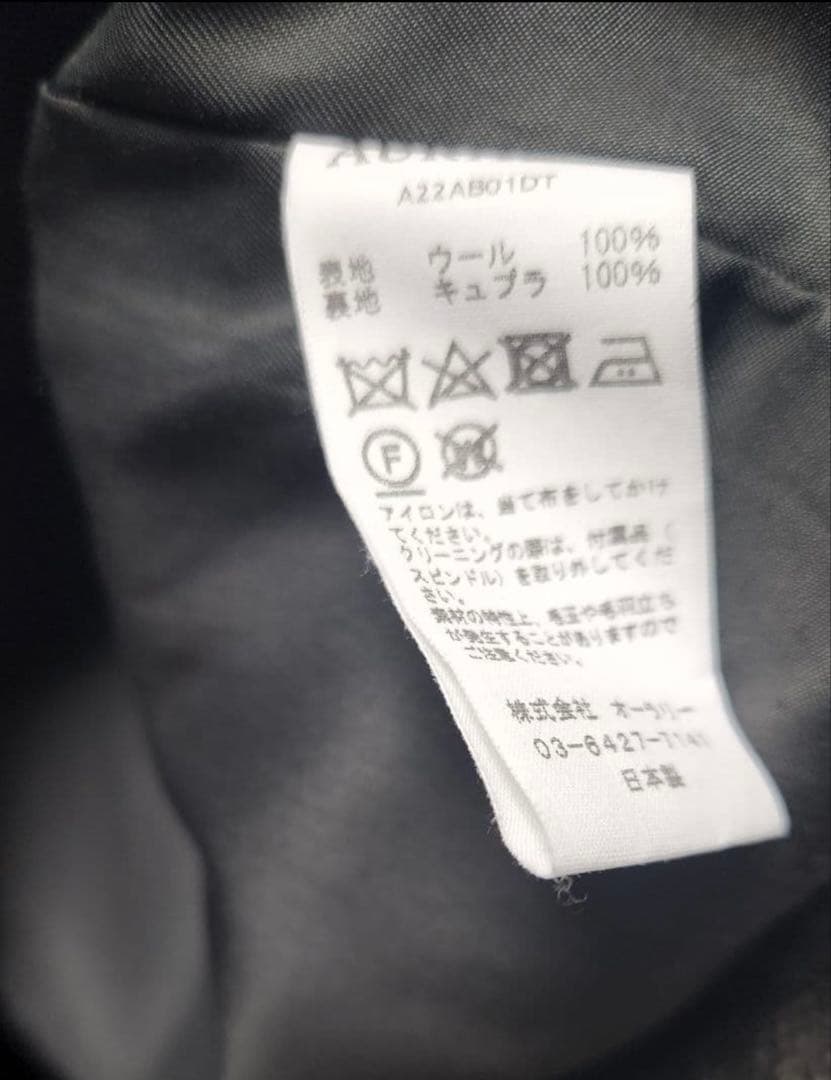 A22AB01DT
表地 ウール 100%
裏地 キュプラ 100%
F
W
アイロンは、当て布をしてかけ
てください。
クリーニングの際は、付属品（
スピンドル）を取り外してくだ
さい。
素材の特性上、毛玉や毛羽立ち
が発生することがありますので
ご注意ください。
株式会社 オーラリー
03-6427-7141
日本製